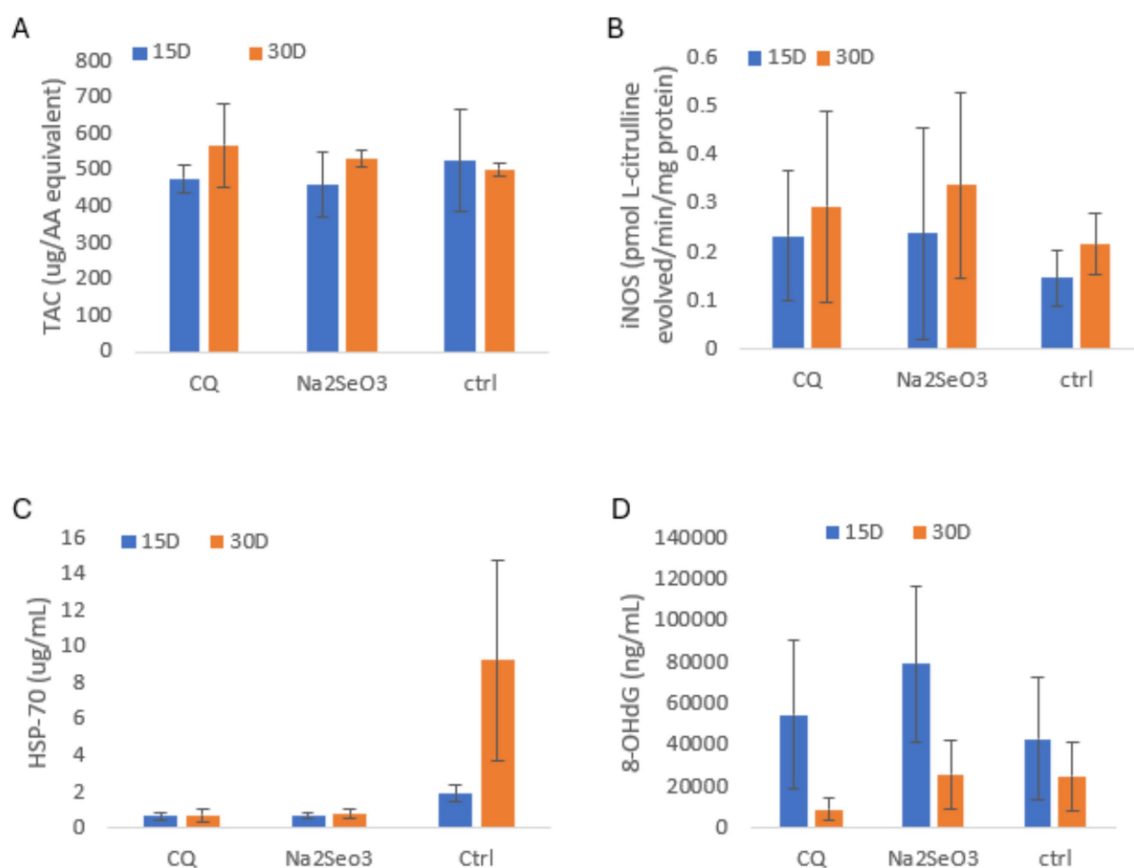 A
15D 30D
TAC (ug/AA equivalent)
800
700
600
500
400
300
200
100
0
CQ Na2SeO3 ctrl
B
15D 30D
iNOS (pmol L-citrulline
evolved/min/mg protein)
0.6
0.5
0.4
0.3
0.2
0.1
0
CQ Na2SeO3 ctrl
C
15D 30D
HSP-70 (ug/mL)
16
14
12
10
8
6
4
2
0
CQ Na2Seo3 Ctrl
D
15D 30D
8-OHdG (ng/mL)
140000
120000
100000
80000
60000
40000
20000
0
CQ Na2SeO3 ctrl